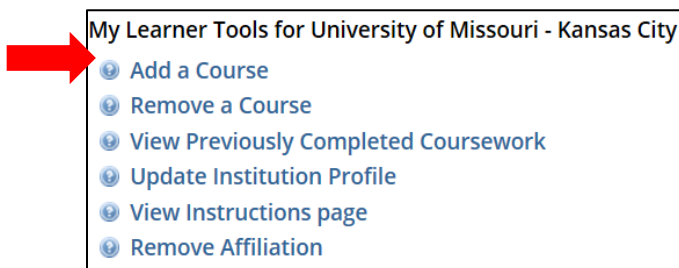 My Learner Tools for University of Missouri - Kansas City
Add a Course
Remove a Course
View Previously Completed Coursework
Update Institution Profile
View Instructions page
Remove Affiliation